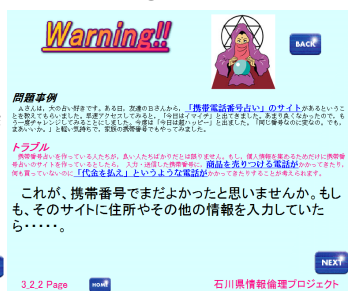 Warning!!
BACK
問題事例
Aさんは、大の占い好きです。ある日、友達のBさんから、「携帯電話番号占い」のサイトがあるというこ
とを教えてもらいました。早速アクセスしてみると、「今日はイマイチ」と出てきました。あまり良くなかったので、も
う一度チャレンジしてみることにしました。今度は「今日は超ハッピー」と出ました。「同じ番号なのに変なの。でも、
まあいいか。」と軽い気持ちで、家族の携帯番号でもやってみました。
トラブル
携帯番号占いを作っている人たちが、良い人たちばかりだとは限りません。もし、個人情報を集めるためだけに携帯番
号占いのサイトを作っているとしたら、入力・送信した携帯番号に、商品を売りつける電話がかかってきたり、
何も買っていないのに「代金を払え」というような電話がかかってきたりすることが考えられます。
これが、携帯番号でまだよかったと思いませんか。もし
も、そのサイトに住所やその他の情報を入力していた
ら・・・・・。
NEXT
3_2_2 Page
HOME
石川県情報倫理プロジェクト